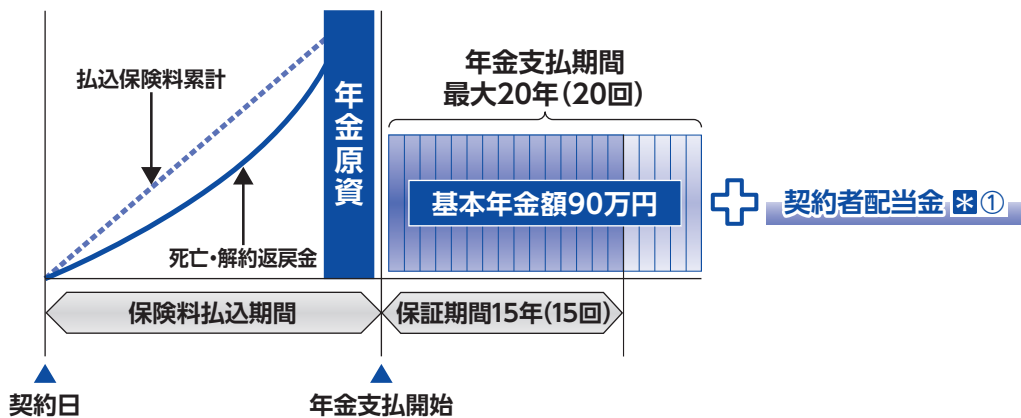 払込保険料累計
年金原資
死亡・解約返戻金
年金支払期間
最大20年(20回)
基本年金額90万円
契約者配当金 *①
保険料払込期間
保証期間15年(15回)
契約日
年金支払開始